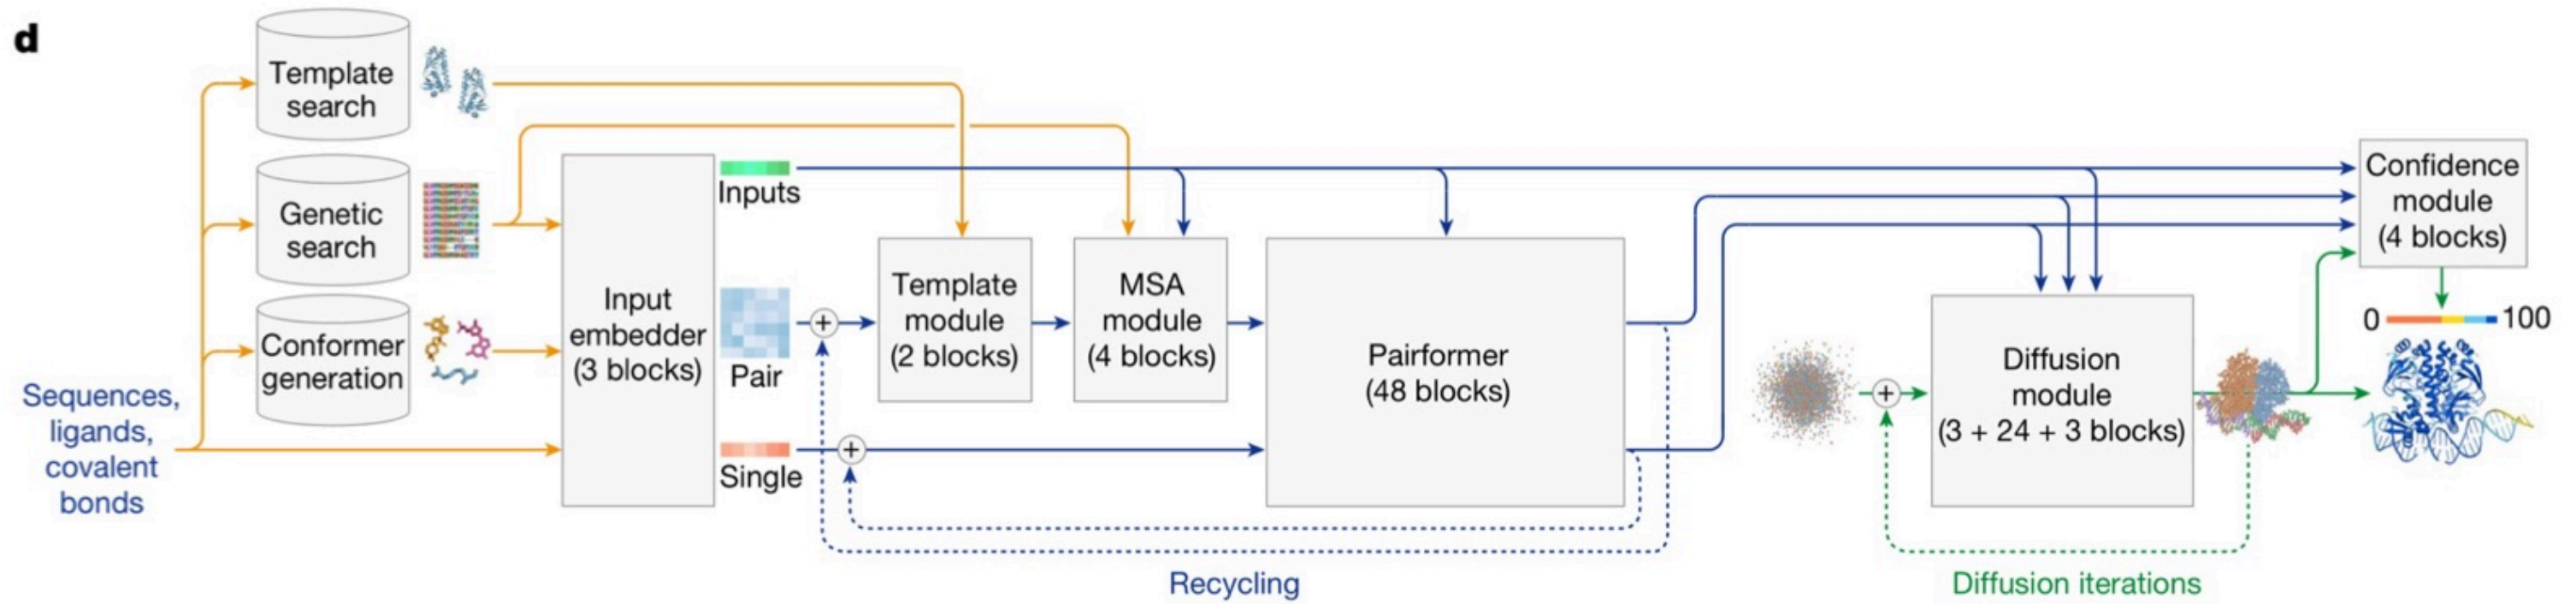 d
Template
search
Genetic
search
Conformer
generation
Sequences,
ligands,
covalent
bonds
Input
embedder
(3 blocks)
Inputs
Pair
Single
Template
module
(2 blocks)
MSA
module
(4 blocks)
Pairformer
(48 blocks)
Recycling
Diffusion
module
(3 + 24 + 3 blocks)
Diffusion iterations
Confidence
module
(4 blocks)
0 100